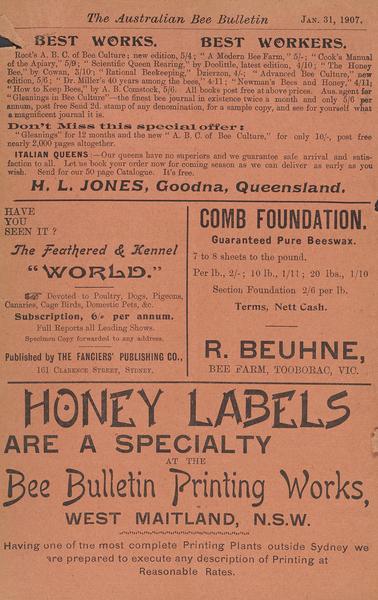 The Australian Bee Bulletin JAN. 31, 1907.
BEST WORKS. BEST WORKERS.
Root's A. B. C. of Bee Culture; new edition, 5/4; "A Modern Bee Farm," 5/-; "Cook's Manual
of the Apiary," 5/9; "Scientific Queen Rearing," by Doolittle, latest edition, 4/10; "The Honey
Bee," by Cowan, 3/10; "Rational Beekeeping," Dzierzon, 4/-; "Advanced Bee Culture," new
edition, 5/6; "Dr. Miller's 40 years among the bees," 4/11; "Newman's Bees and Honey," 4/11;
"How to Keep Bees," by A. B. Comstock, 5/6. All books post free at above prices. Aus. agent for
"Gleanings in Bee Culture"—the finest bee journal in existence twice a month and only 5/6 per
annum, post free Send 2d. stamp of any denomination, for a sample copy, and see for yourself what
a magnificent journal it is.
Don't Miss this special offer:
"Gleanings" for 12 months and the new "A. B. C. of Bee Culture," for only 10/-, post free
nearly 2,000 pages altogether.
ITALIAN QUEENS:—Our queens have no superiors and we guarantee safe arrival and satis-
faction to all. Let us book your order now for coming season as we can deliver as early as you
wish. Send for our 50 page Catalogue. It's free.
H. L. JONES, Goodna, Queensland.
HAVE
YOU
SEEN IT?
The Feathered & Kennel
"WORLD."
Devoted to Poultry, Dogs, Pigeons,
Canaries, Cage Birds, Domestic Pets, &c.
Subscription, 6/- per annum.
Full Reports all Leading Shows.
Specimen Copy forwarded to any address.
Published by THE FANCIERS' PUBLISHING CO.,
161 CLARENCE STREET, SYDNEY.
COMB FOUNDATION.
Guaranteed Pure Beeswax.
7 to 8 sheets to the pound.
Per lb., 2/-; 10 lb., 1/11; 20 lbs., 1/10
Section Foundation 2/6 per lb.
Terms, Nett Cash.
R. BEUHNE,
BEE FARM, TOOBORAC, VIC.
HONEY LABELS
ARE A SPECIALTY
AT THE
Bee Bulletin Printing Works,
WEST MAITLAND, N.S.W.
Having one of the most complete Printing Plants outside Sydney we
are prepared to execute any description of Printing at
Reasonable Rates.